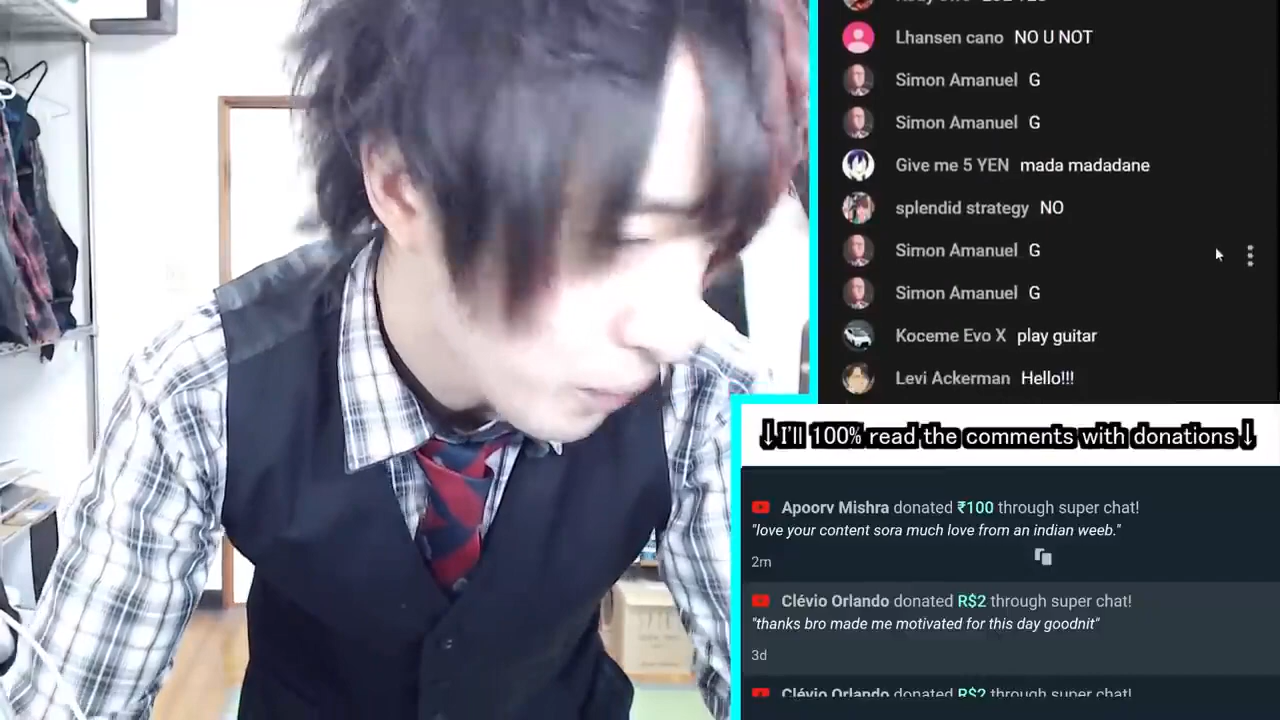 Lhansen cano NO U NOT
Simon Amanuel G
Simon Amanuel G
Give me 5 YEN mada madadane
splendid strategy NO
Simon Amanuel G
Simon Amanuel G
Koceme Evo X play guitar
Levi Ackerman Hello!!!
↓I'll 100% read the comments with donations↓
Apoorv Mishra donated ₹100 through super chat!
"love your content sora much love from an indian weeb."
2m
Clévio Orlando donated R$2 through super chat!
"thanks bro made me motivated for this day goodnit"
3d
Clévio Orlando donated R$2 through super chat!